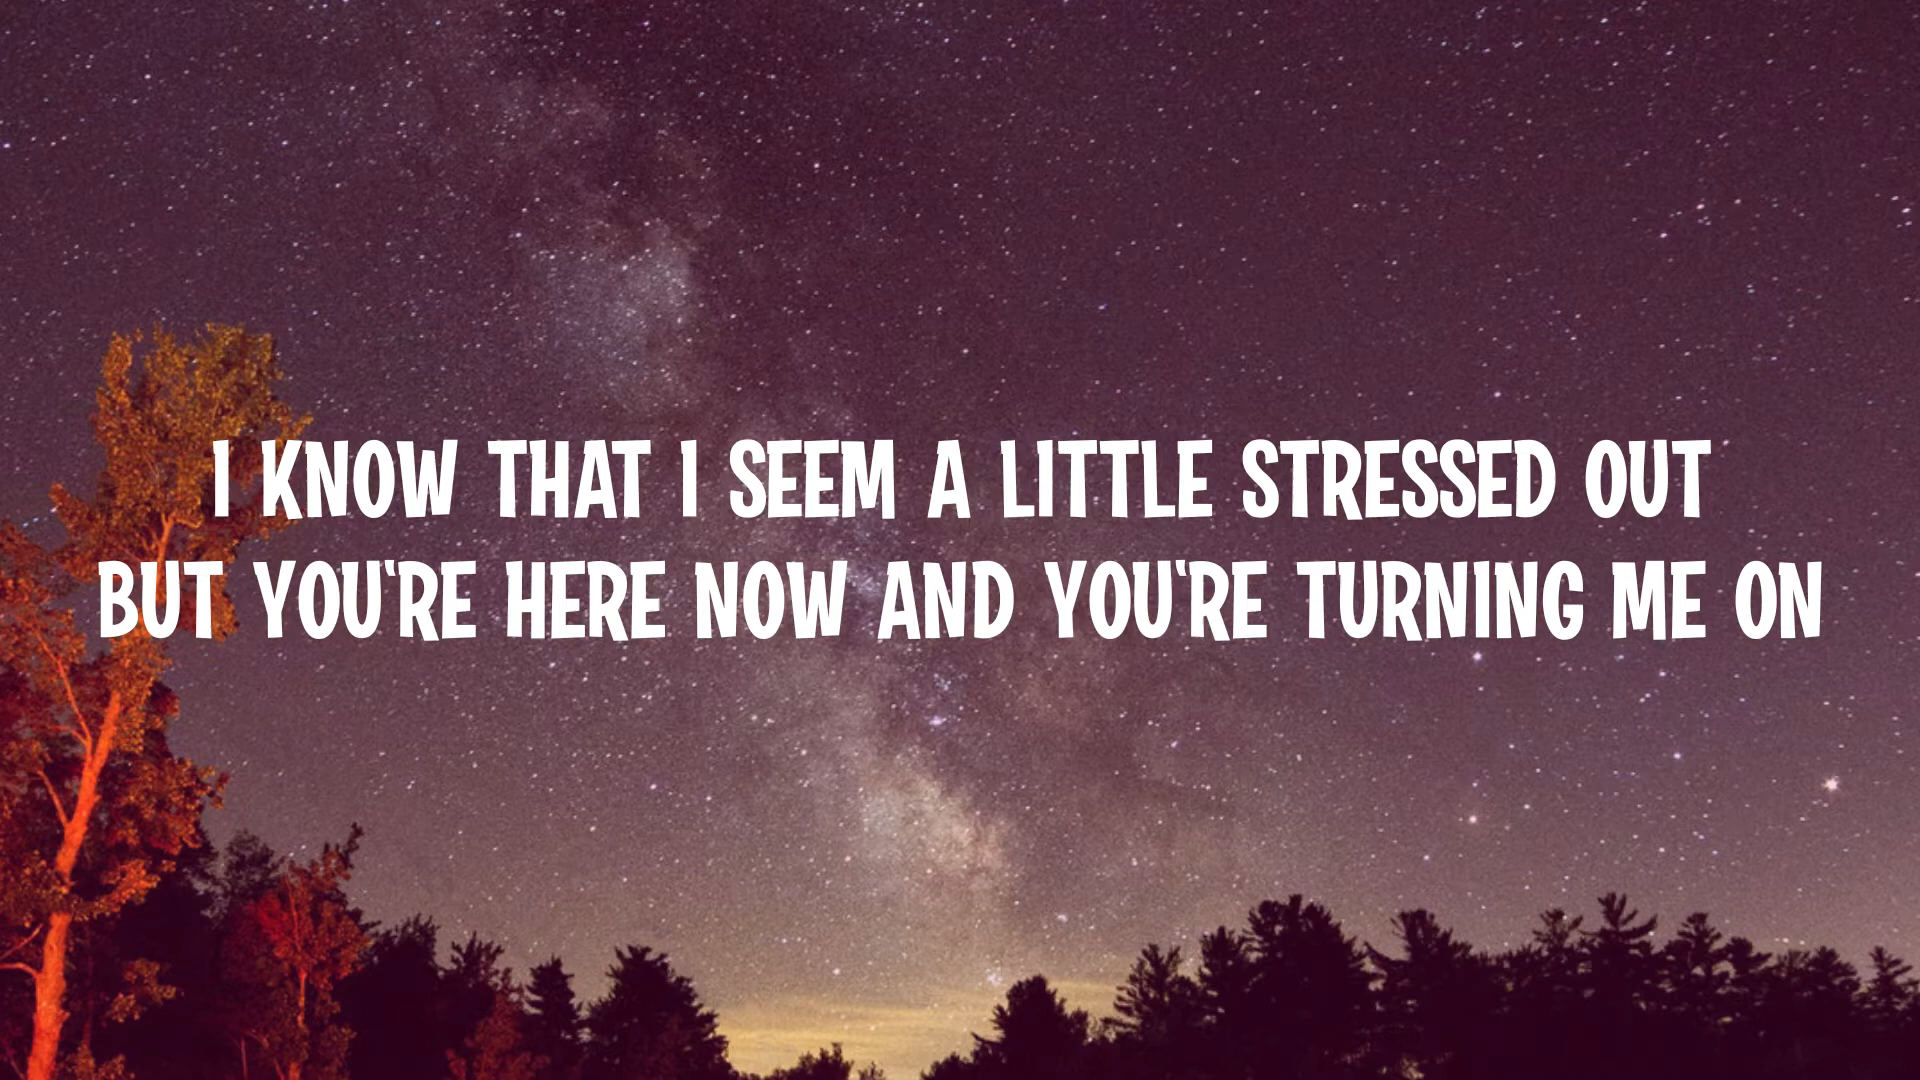 I KNOW THAT I SEEM A LITTLE STRESSED OUT
BUT YOU'RE HERE NOW AND YOU'RE TURNING ME ON